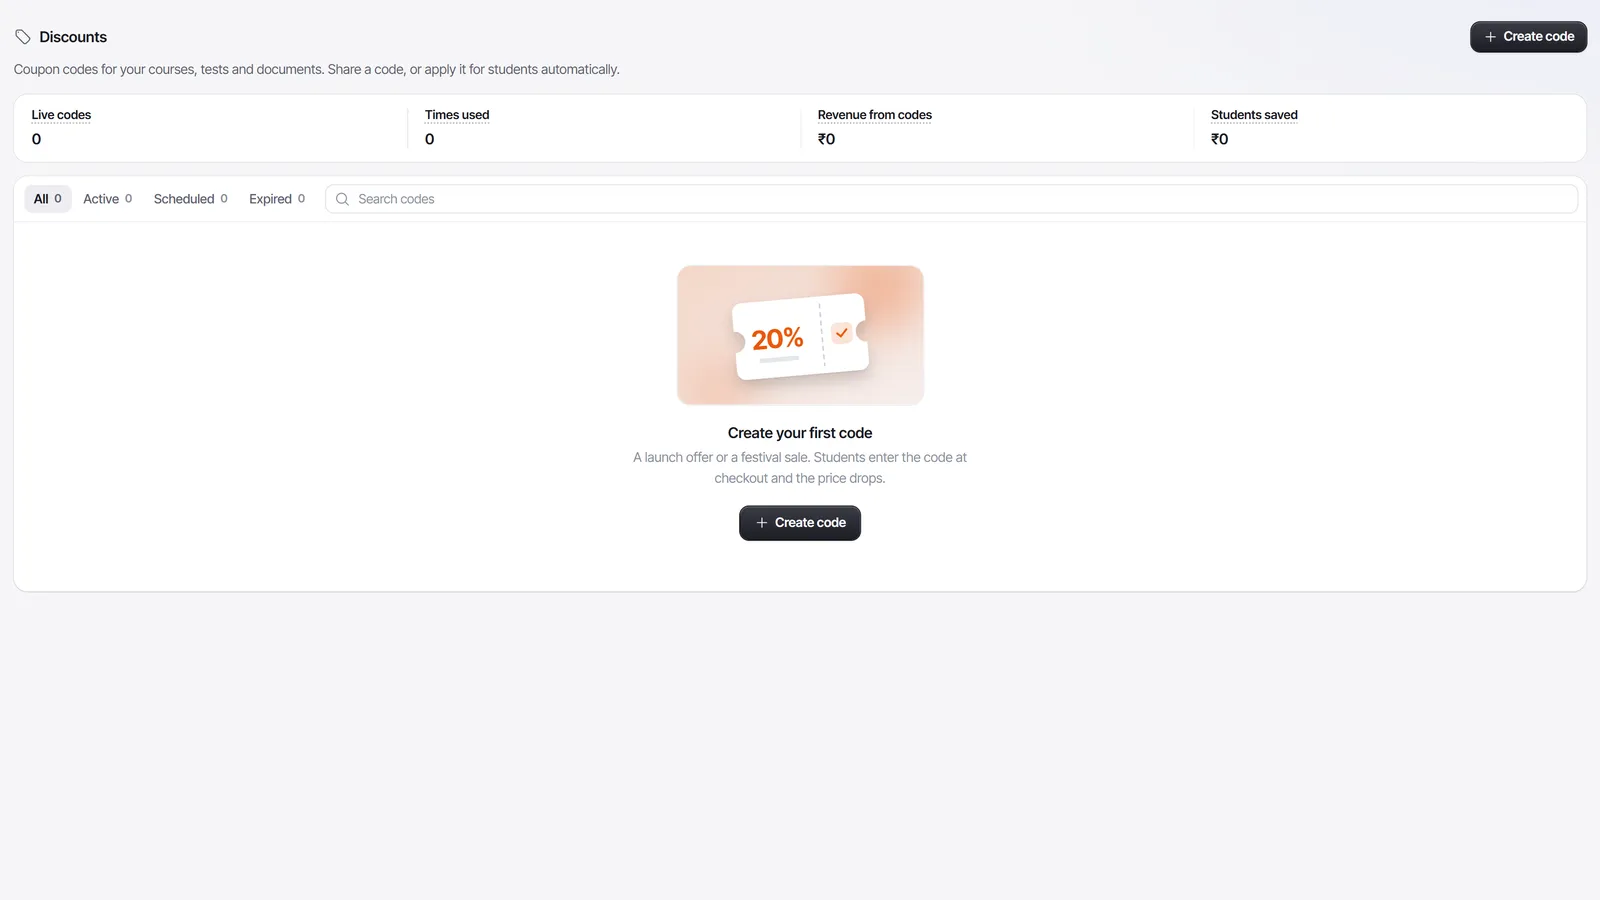 Discounts
Create code
Coupon codes for your courses, tests and documents. Share a code, or apply it for students automatically.
Live codes
0
Times used
0
Revenue from codes
₹0
Students saved
₹0
All 0 Active 0 Scheduled 0 Expired 0 Search codes
20%
Create your first code
A launch offer or a festival sale. Students enter the code at
checkout and the price drops.
Create code